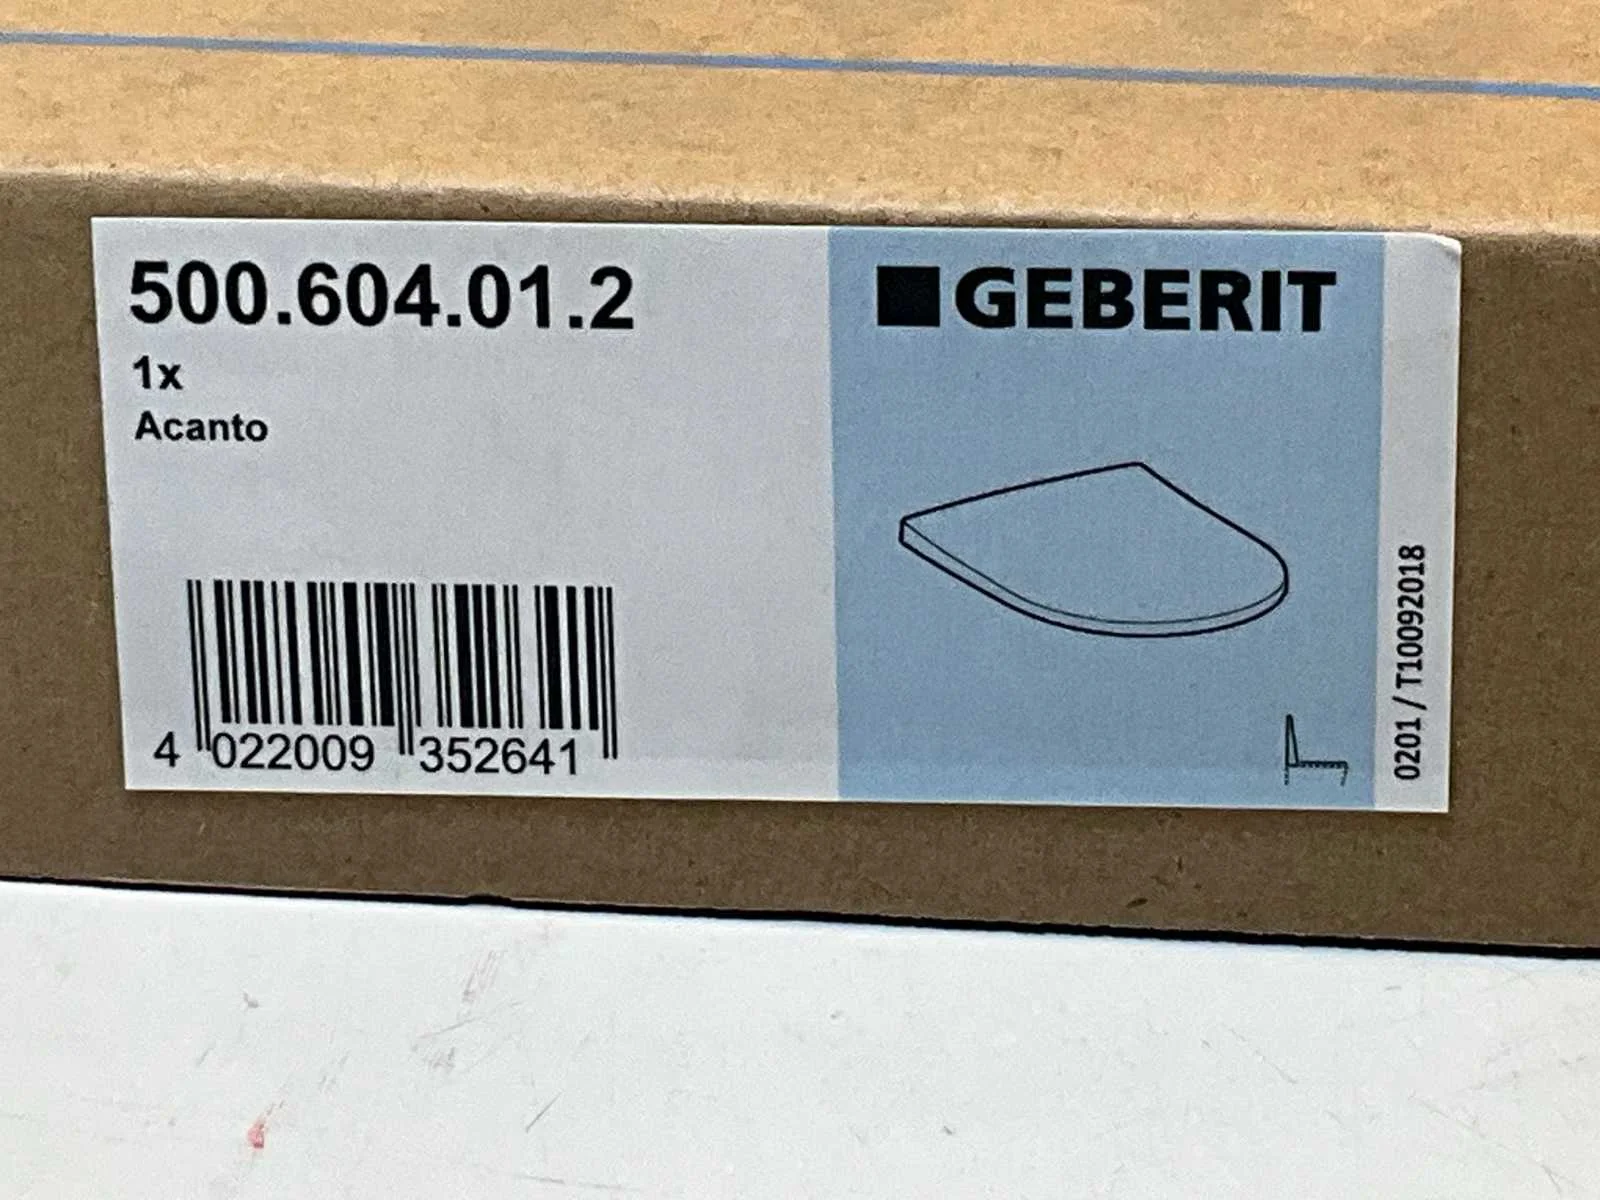 500.604.01.2
1x
Acanto
4 022009 352641
GEBERIT
0201 / T10092018